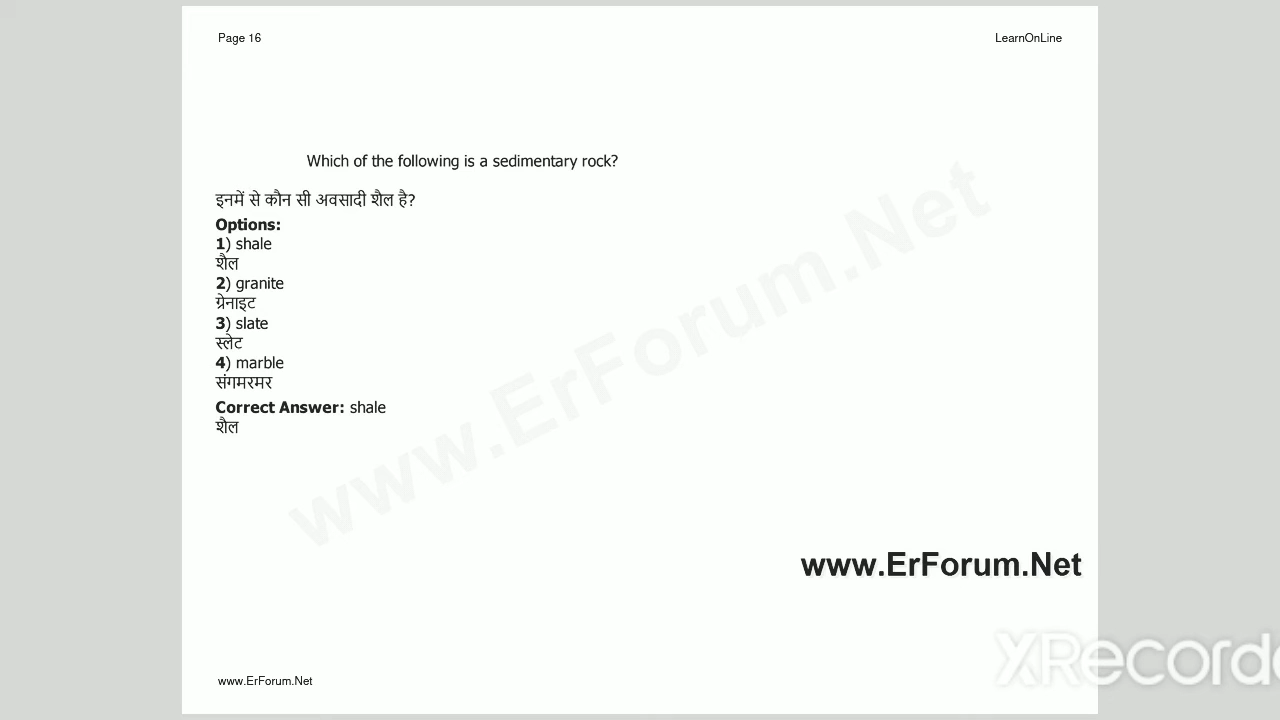 Page 16
LearnOnLine
Which of the following is a sedimentary rock?
इनमें से कौन सी अवसादी शैल है?
Options:
1) shale
शैल
2) granite
ग्रेनाइट
3) slate
स्लेट
4) marble
संगमरमर
Correct Answer: shale
शैल
www.ErForum.Net
www.ErForum.Net
XRecorde
www.ErForum.Net